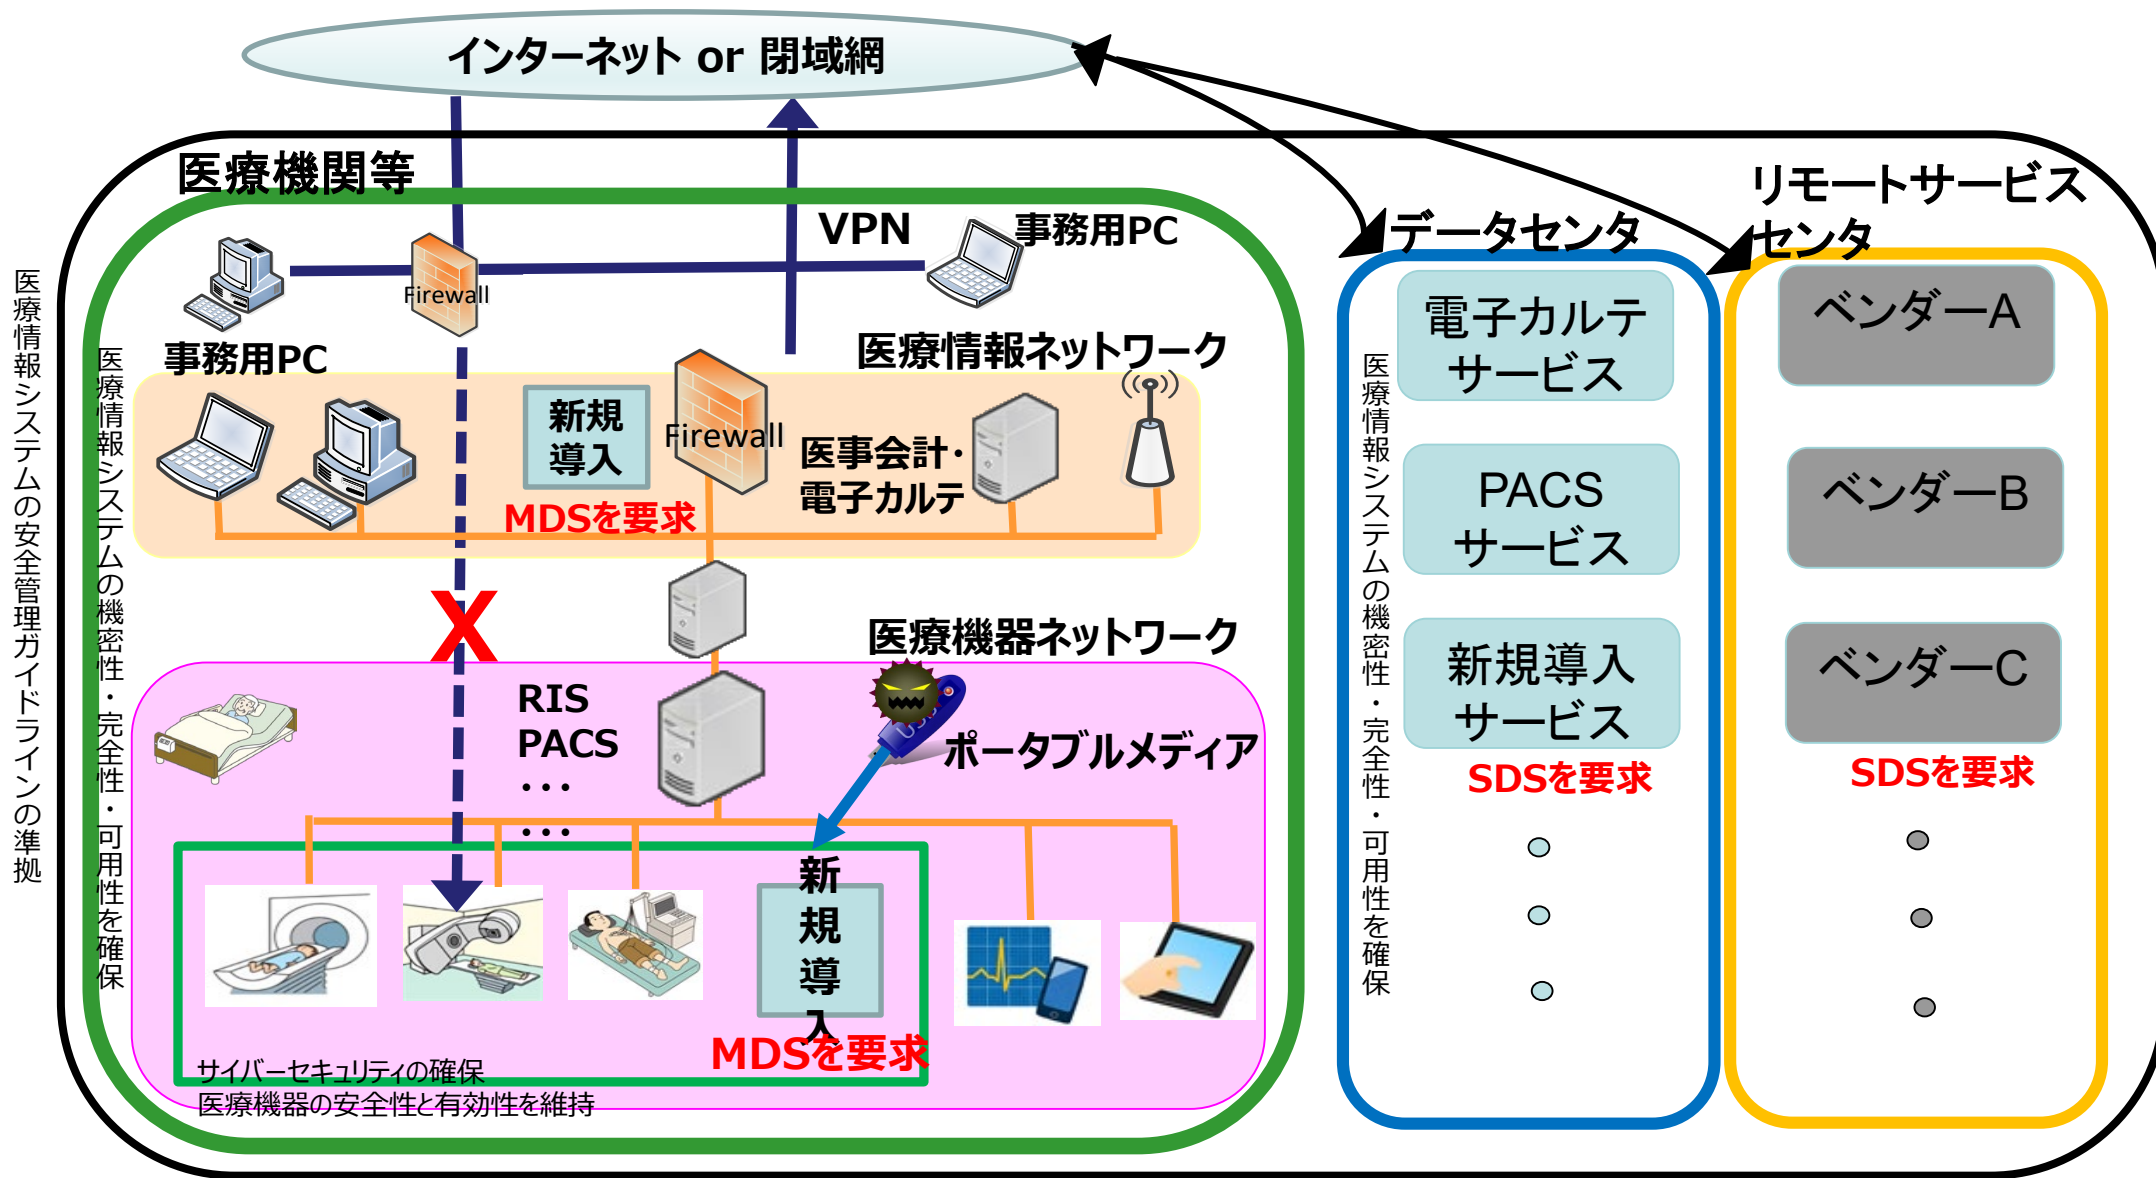 インターネット or 閉域網
医療機関等
VPN
事務用PC
Firewall
事務用PC
医療情報ネットワーク
新規
導入
Firewall
医事会計・
電子カルテ
MDSを要求
X
医療機器ネットワーク
RIS
PACS
・・・
・・・
USB
ポータブルメディア
新
規
導
入
MDSを要求
サイバーセキュリティの確保
医療機器の安全性と有効性を維持
医療情報システムの安全管理ガイドラインの準拠
医療情報システムの機密性・完全性・可用性を確保
データセンタ
電子カルテ
サービス
PACS
サービス
新規導入
サービス
SDSを要求
医療情報システムの機密性・完全性・可用性を確保
リモートサービス
センタ
ベンダーA
ベンダーB
ベンダーC
SDSを要求